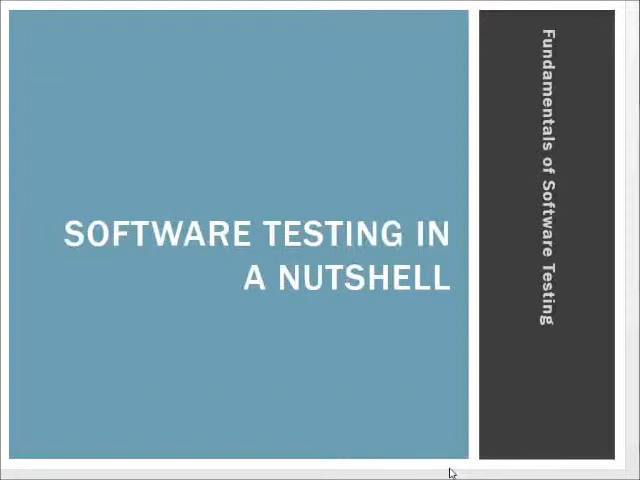 SOFTWARE TESTING IN
A NUTSHELL
Fundamentals of Software Testing